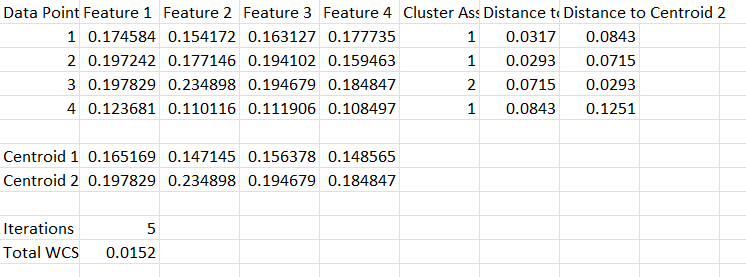 Data Point Feature 1 Feature 2 Feature 3 Feature 4 Cluster Ass Distance to Distance to Centroid 2
1 0.174584 0.154172 0.163127 0.177735 1 0.0317 0.0843
2 0.197242 0.177146 0.194102 0.159463 1 0.0293 0.0715
3 0.197829 0.234898 0.194679 0.184847 2 0.0715 0.0293
4 0.123681 0.110116 0.111906 0.108497 1 0.0843 0.1251
Centroid 1 0.165169 0.147145 0.156378 0.148565
Centroid 2 0.197829 0.234898 0.194679 0.184847
Iterations 5
Total WCS 0.0152